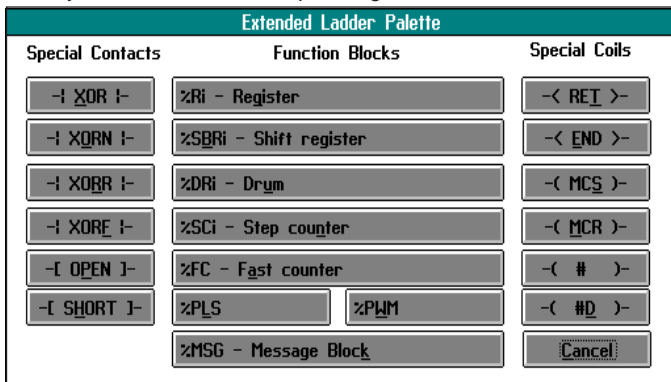 Extended Ladder Palette
Special Contacts Function Blocks Special Coils
-| XOR |- %Ri - Register -< RET >-
-| XORN |- %SBRi - Shift register -< END >-
-| XORR |- %DRi - Drum -( MCS )-
-| XORF |- %SCi - Step counter -( MCR )-
-[ OPEN ]- %FC - Fast counter -( # )-
-[ SHORT ]- %PLS %PWM -( #D )-
%MSG - Message Block Cancel